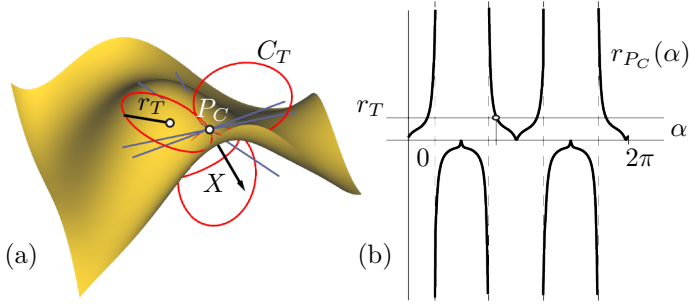 C_T
r_T
P_C
X
(a)
r_{P_C}(α)
r_T
α
0
2π
(b)